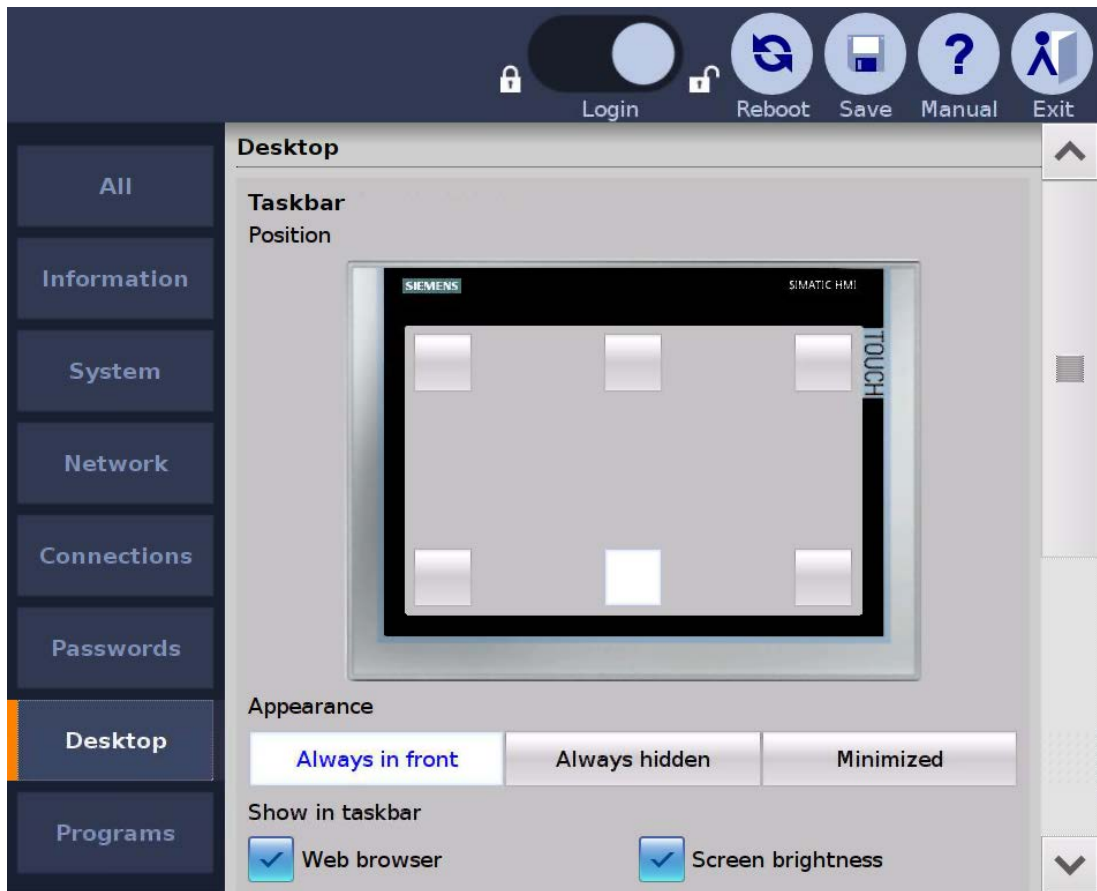 Login
Reboot
Save
Manual
Exit
All
Information
System
Network
Connections
Passwords
Desktop
Programs
Desktop
Taskbar
Position
SIEMENS
SIMATIC HMI
TOUCH
Appearance
Always in front
Always hidden
Minimized
Show in taskbar
Web browser
Screen brightness